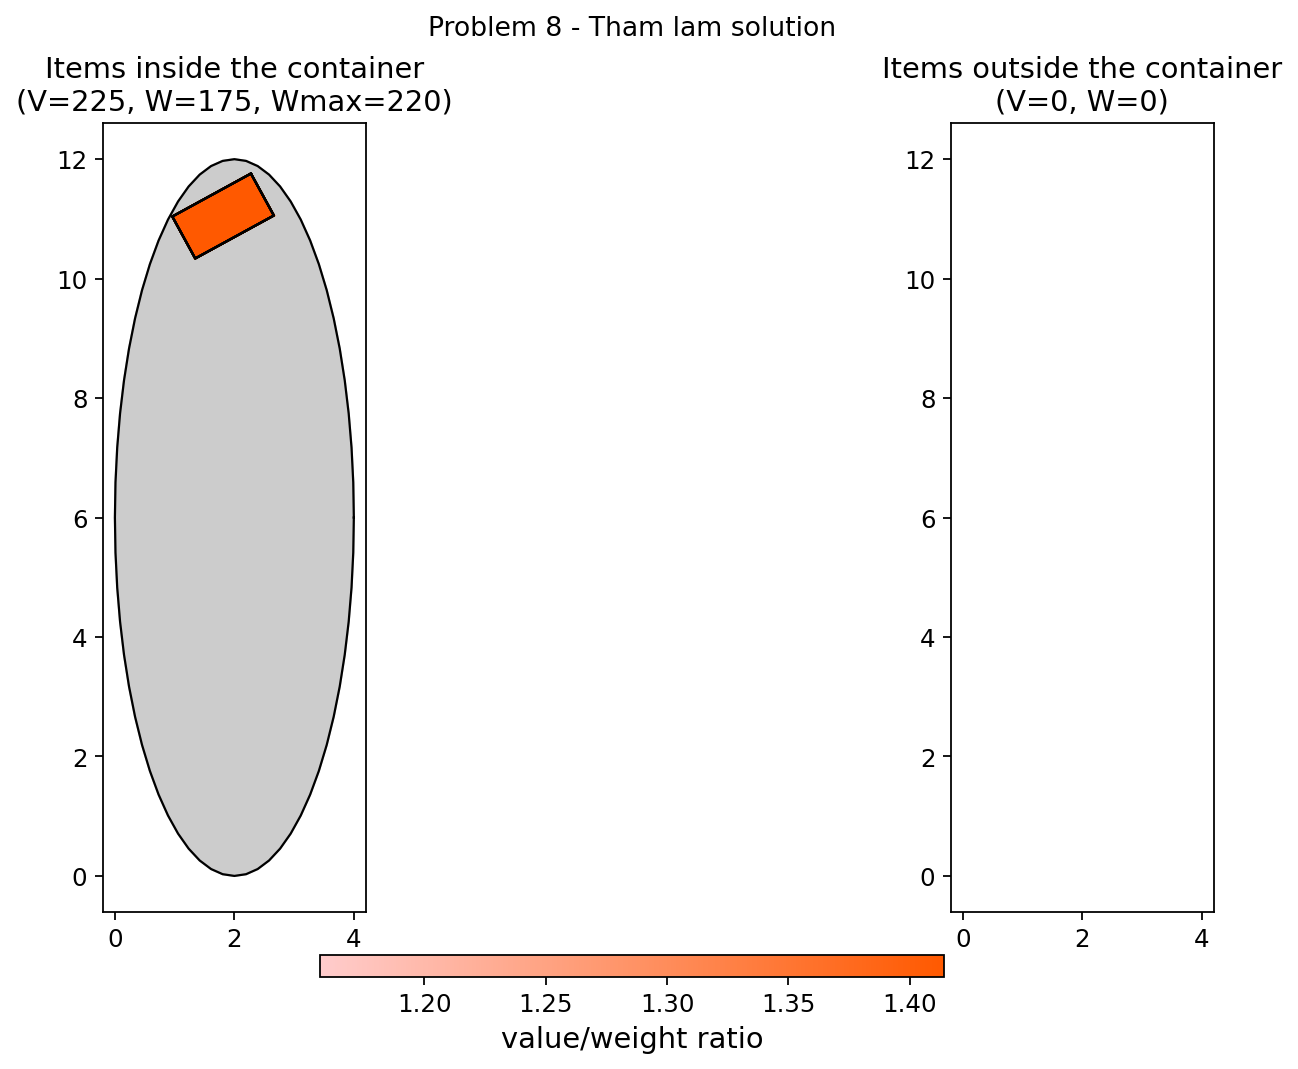 Problem 8 - Tham lam solution
Items inside the container
(V=225, W=175, Wmax=220)
12
10
8
6
4
2
0
0 2 4
Items outside the container
(V=0, W=0)
12
10
8
6
4
2
0
0 2 4
1.20 1.25 1.30 1.35 1.40
value/weight ratio